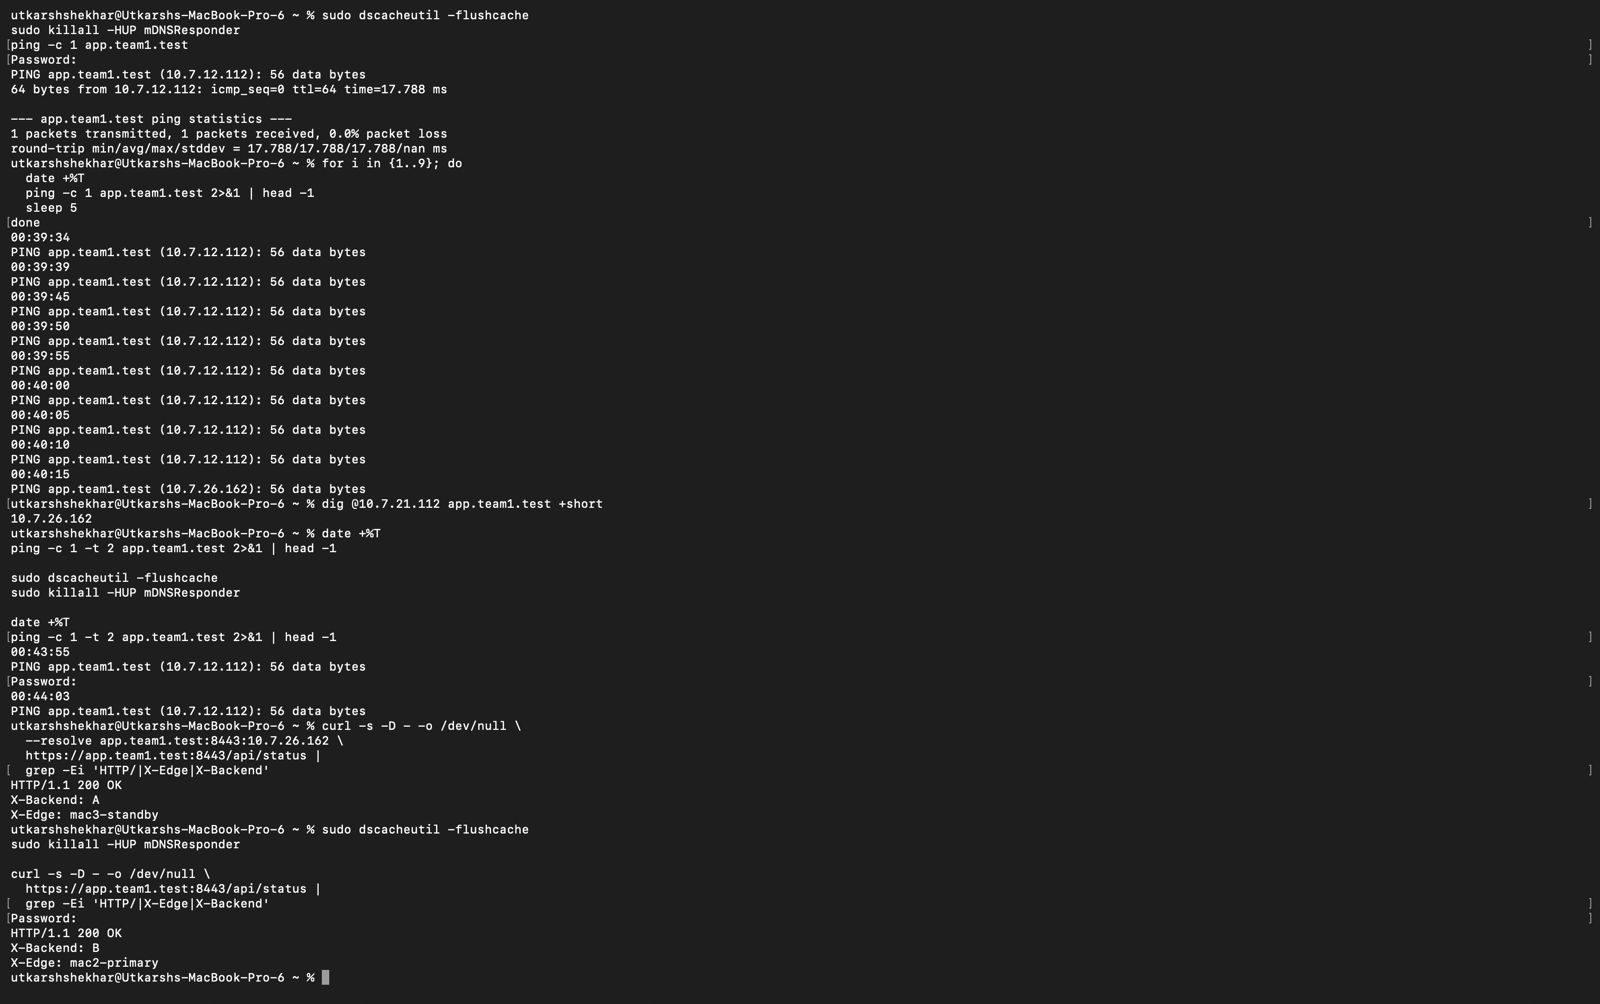 utkarshshekhar@Utkarshs-MacBook-Pro-6 ~ % sudo dscacheutil -flushcache
sudo killall -HUP mDNSResponder
[ping -c 1 app.team1.test ]
[Password: ]
PING app.team1.test (10.7.12.112): 56 data bytes
64 bytes from 10.7.12.112: icmp_seq=0 ttl=64 time=17.788 ms

--- app.team1.test ping statistics ---
1 packets transmitted, 1 packets received, 0.0% packet loss
round-trip min/avg/max/stddev = 17.788/17.788/17.788/nan ms
utkarshshekhar@Utkarshs-MacBook-Pro-6 ~ % for i in {1..9}; do
  date +%T
  ping -c 1 app.team1.test 2>&1 | head -1
  sleep 5
[done ]
00:39:34
PING app.team1.test (10.7.12.112): 56 data bytes
00:39:39
PING app.team1.test (10.7.12.112): 56 data bytes
00:39:45
PING app.team1.test (10.7.12.112): 56 data bytes
00:39:50
PING app.team1.test (10.7.12.112): 56 data bytes
00:39:55
PING app.team1.test (10.7.12.112): 56 data bytes
00:40:00
PING app.team1.test (10.7.12.112): 56 data bytes
00:40:05
PING app.team1.test (10.7.12.112): 56 data bytes
00:40:10
PING app.team1.test (10.7.12.112): 56 data bytes
00:40:15
PING app.team1.test (10.7.26.162): 56 data bytes
[utkarshshekhar@Utkarshs-MacBook-Pro-6 ~ % dig @10.7.21.112 app.team1.test +short ]
10.7.26.162
utkarshshekhar@Utkarshs-MacBook-Pro-6 ~ % date +%T
ping -c 1 -t 2 app.team1.test 2>&1 | head -1

sudo dscacheutil -flushcache
sudo killall -HUP mDNSResponder

date +%T
[ping -c 1 -t 2 app.team1.test 2>&1 | head -1 ]
00:43:55
PING app.team1.test (10.7.12.112): 56 data bytes
[Password: ]
00:44:03
PING app.team1.test (10.7.12.112): 56 data bytes
utkarshshekhar@Utkarshs-MacBook-Pro-6 ~ % curl -s -D - -o /dev/null \
  --resolve app.team1.test:8443:10.7.26.162 \
  https://app.team1.test:8443/api/status |
[  grep -Ei 'HTTP/|X-Edge|X-Backend' ]
HTTP/1.1 200 OK
X-Backend: A
X-Edge: mac3-standby
utkarshshekhar@Utkarshs-MacBook-Pro-6 ~ % sudo dscacheutil -flushcache
sudo killall -HUP mDNSResponder

curl -s -D - -o /dev/null \
  https://app.team1.test:8443/api/status |
[  grep -Ei 'HTTP/|X-Edge|X-Backend' ]
[Password: ]
HTTP/1.1 200 OK
X-Backend: B
X-Edge: mac2-primary
utkarshshekhar@Utkarshs-MacBook-Pro-6 ~ %